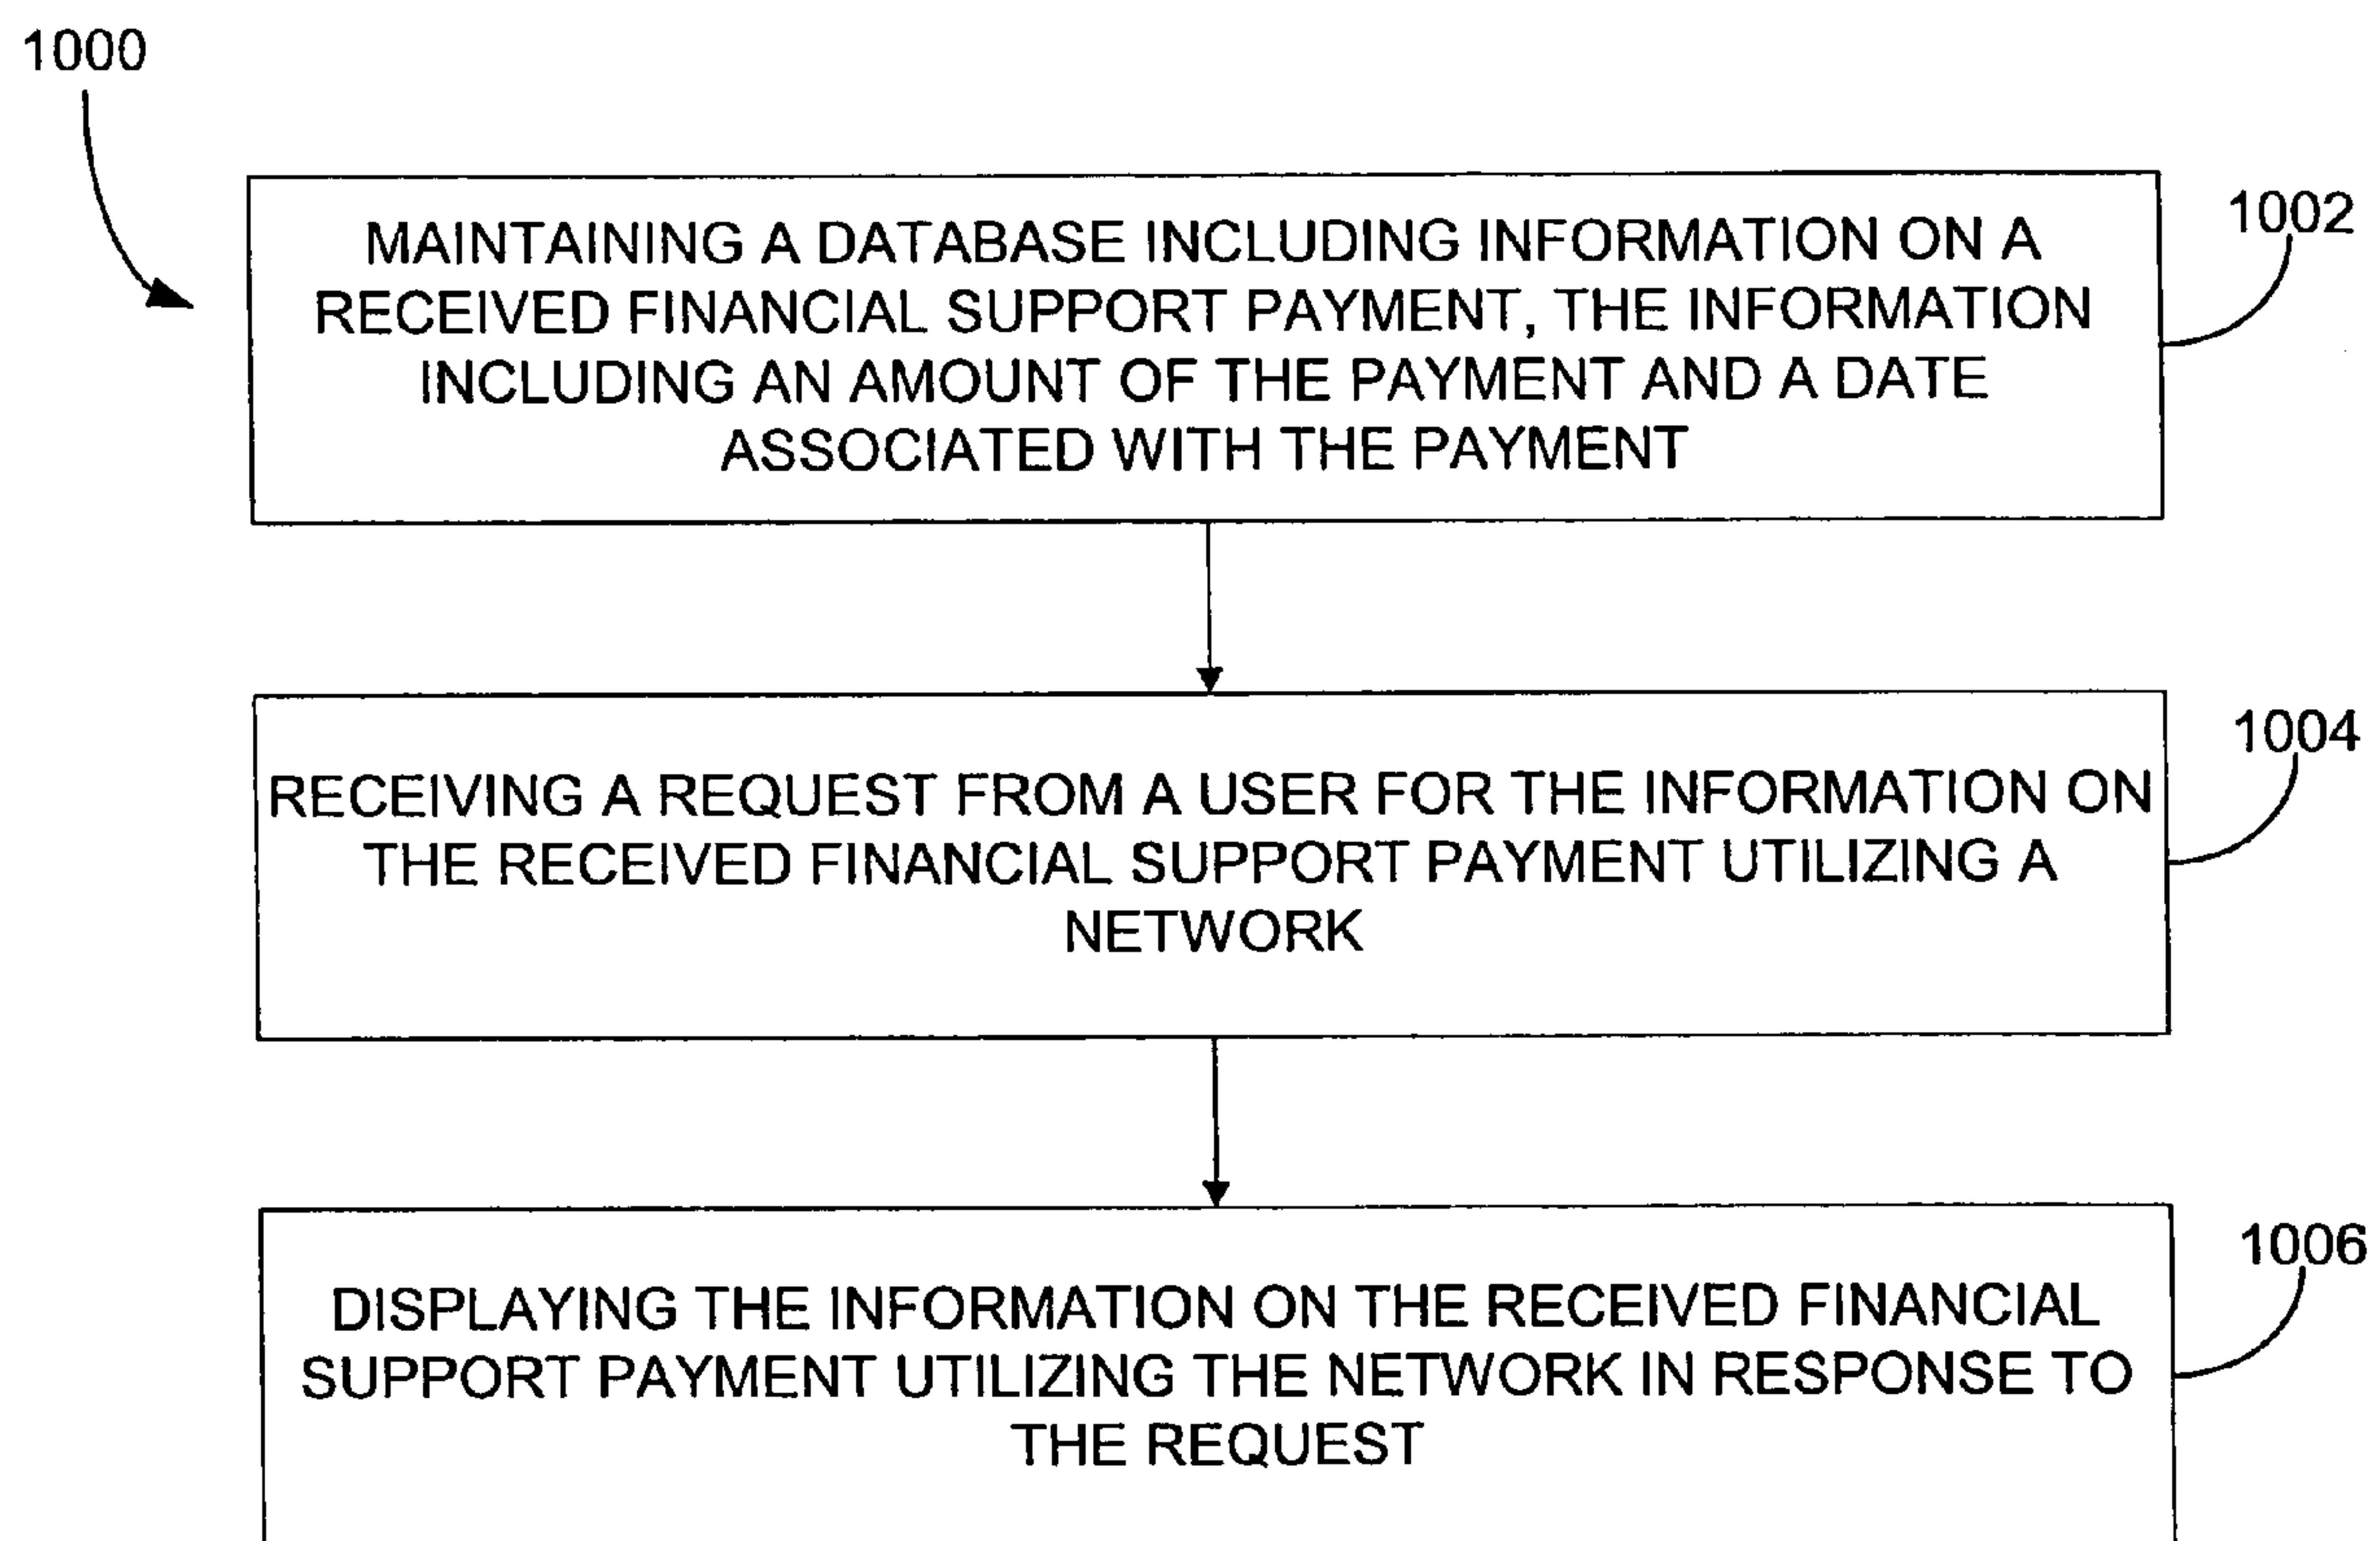 1000
MAINTAINING A DATABASE INCLUDING INFORMATION ON A
RECEIVED FINANCIAL SUPPORT PAYMENT, THE INFORMATION
INCLUDING AN AMOUNT OF THE PAYMENT AND A DATE
ASSOCIATED WITH THE PAYMENT
1002
RECEIVING A REQUEST FROM A USER FOR THE INFORMATION ON
THE RECEIVED FINANCIAL SUPPORT PAYMENT UTILIZING A
NETWORK
1004
DISPLAYING THE INFORMATION ON THE RECEIVED FINANCIAL
SUPPORT PAYMENT UTILIZING THE NETWORK IN RESPONSE TO
THE REQUEST
1006